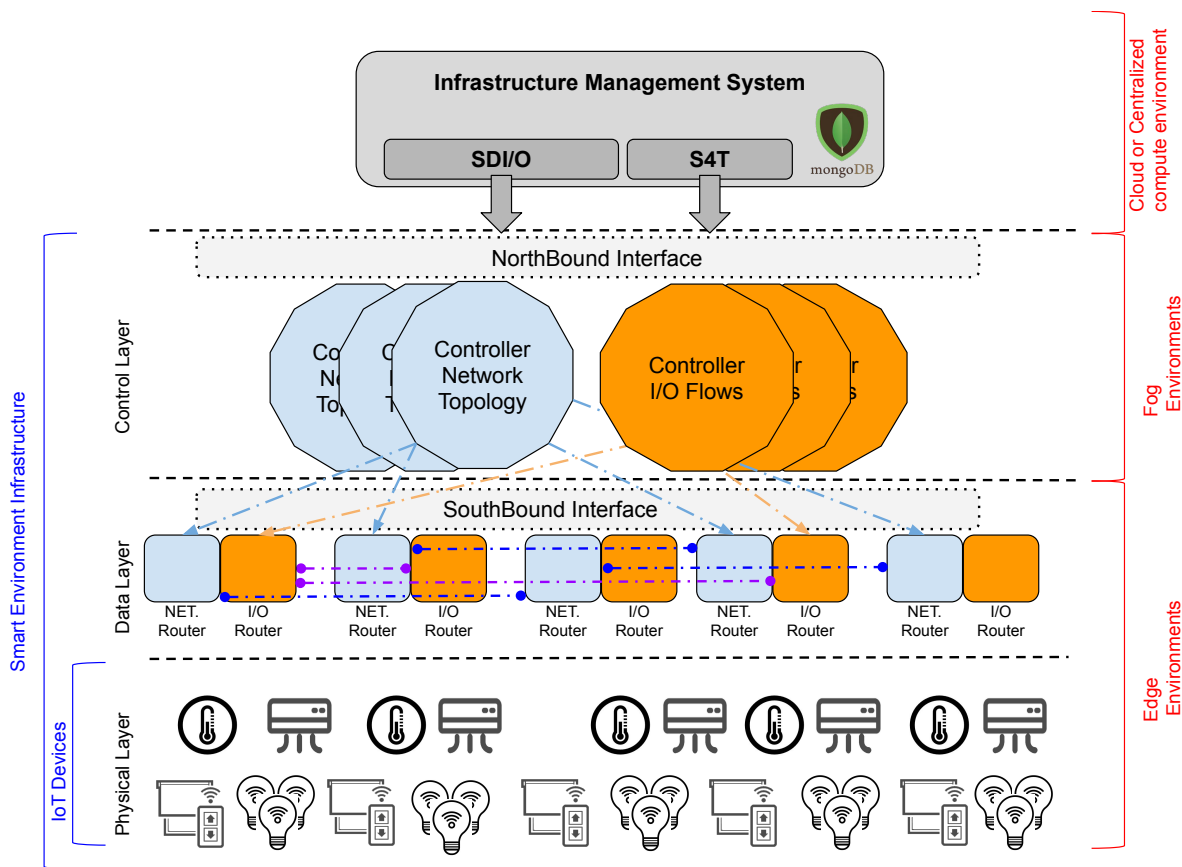 Infrastructure Management System
SDI/O
S4T
mongoDB
Cloud or Centralized
compute environment
NorthBound Interface
Control Layer
Controller
Network
Topology
Controller
I/O Flows
Fog
Environments
Smart Environment Infrastructure
SouthBound Interface
Data Layer
NET.
Router
I/O
Router
NET.
Router
I/O
Router
NET.
Router
I/O
Router
NET.
Router
I/O
Router
NET.
Router
I/O
Router
Edge
Environments
IoT Devices
Physical Layer